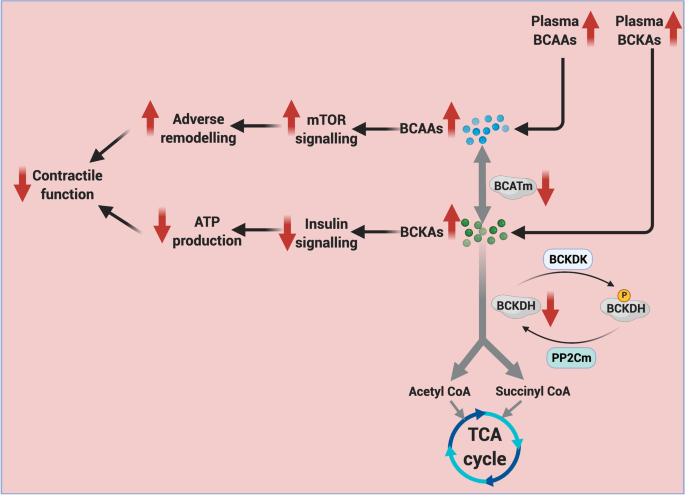 Plasma
BCAAs
Plasma
BCKAs
Adverse
remodelling
mTOR
signalling
BCAAs
Contractile
function
BCATm
ATP
production
Insulin
signalling
BCKAs
BCKDK
BCKDH
P
BCKDH
PP2Cm
Acetyl CoA
Succinyl CoA
TCA
cycle